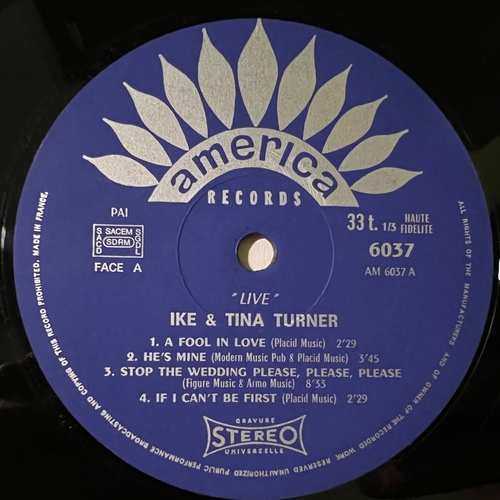 america
RECORDS
PAI
SACEM
SACD SDRM SGDL
FACE A
33 t. 1/3 HAUTE FIDELITE
6037
AM 6037 A
"LIVE"
IKE & TINA TURNER
1. A FOOL IN LOVE (Placid Music) 2'29
2. HE'S MINE (Modern Music Pub & Placid Music) 3'45
3. STOP THE WEDDING PLEASE, PLEASE, PLEASE
(Figure Music & Armo Music) 8'33
4. IF I CAN'T BE FIRST (Placid Music) 2'29
GRAVURE
STEREO
UNIVERSELLE
ALL RIGHTS OF THE MANUFACTURERS AND OF OWNER OF THE RECORDED WORK RESERVED UNAUTHORIZED PUBLIC PERFORMANCE BROADCASTING AND COPYING OF THIS RECORD PROHIBITED. MADE IN FRANCE.